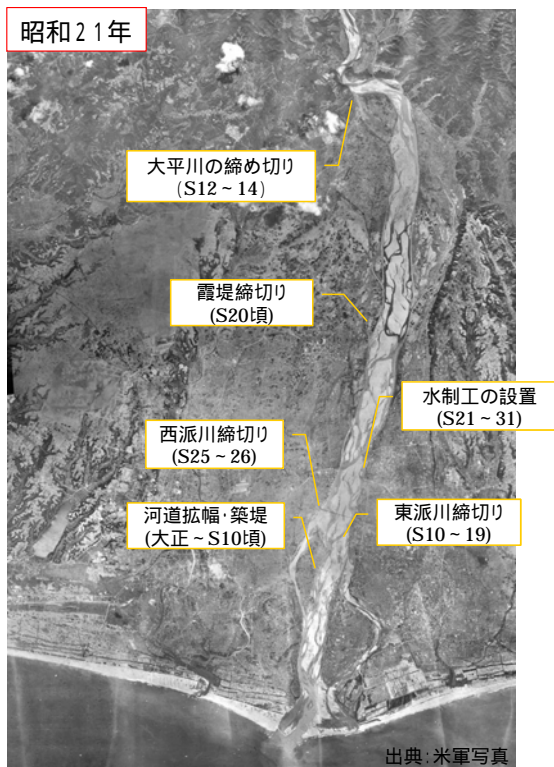 昭和21年
大平川の締め切り
(S12~14)
霞堤締切り
(S20頃)
水制工の設置
(S21~31)
西派川締切り
(S25~26)
河道拡幅・築堤
(大正~S10頃)
東派川締切り
(S10~19)
出典:米軍写真